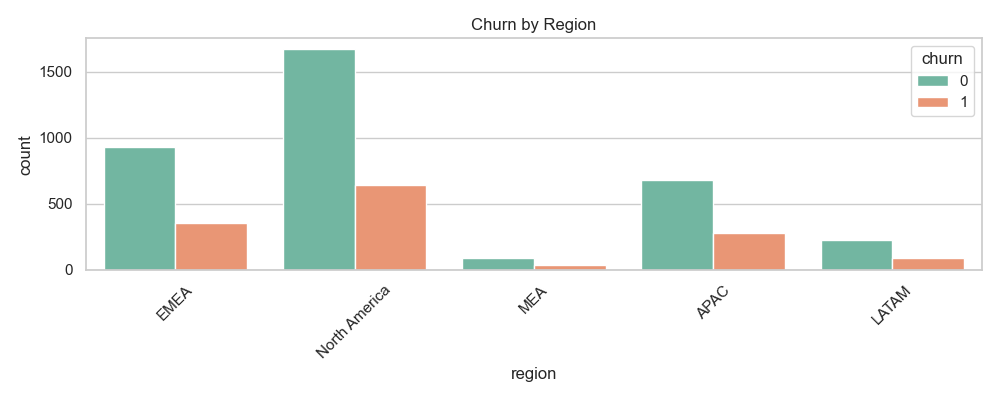 Churn by Region
churn
0
1
count
1500
1000
500
0
EMEA
North America
MEA
APAC
LATAM
region